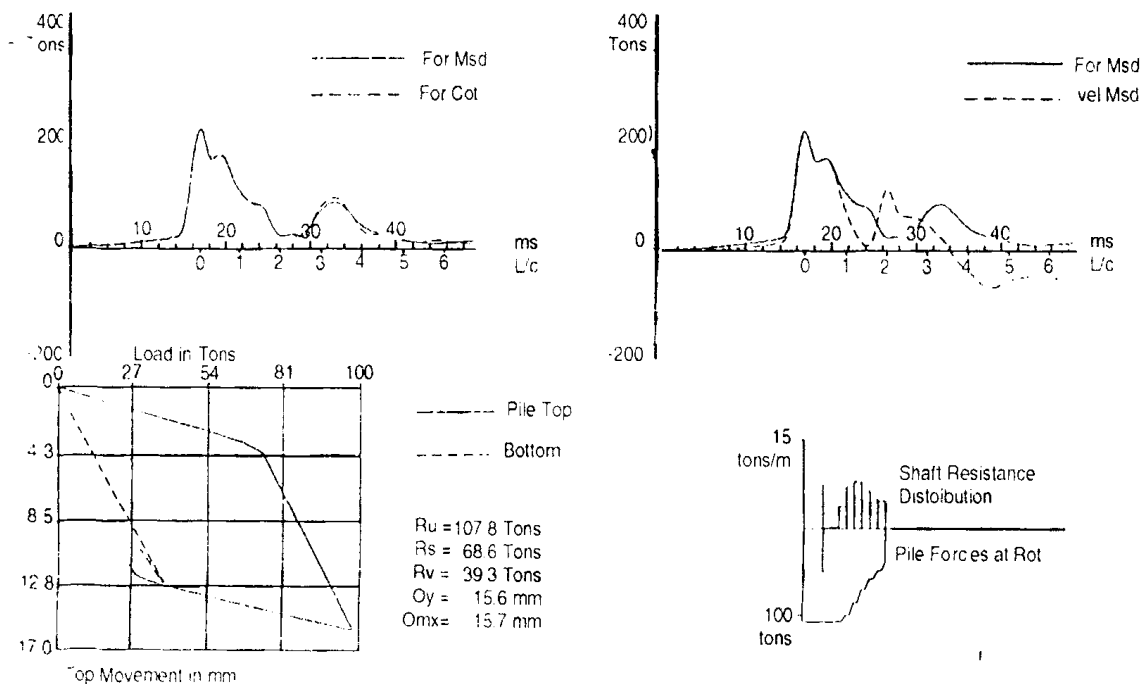 400
Tons
For Msd
For Cot
200
10
30
40
0
ms
0 1 2 3 4 5 6
L/c
-200
400
Tons
For Msd
vel Msd
200
10 20 30 40
0
ms
0 1 2 3 4 5 6
L/c
-200
Load in Tons
0 27 54 81 100
0
4.3
8.5
12.8
17.0
Top Movement in mm
Pile Top
Bottom
Ru =107.8 Tons
Rs = 68.6 Tons
Rv = 39.3 Tons
Oy = 15.6 mm
Omx= 15.7 mm
15
tons/m
Shaft Resistance
Distoibution
Pile Forces at Rot
100
tons